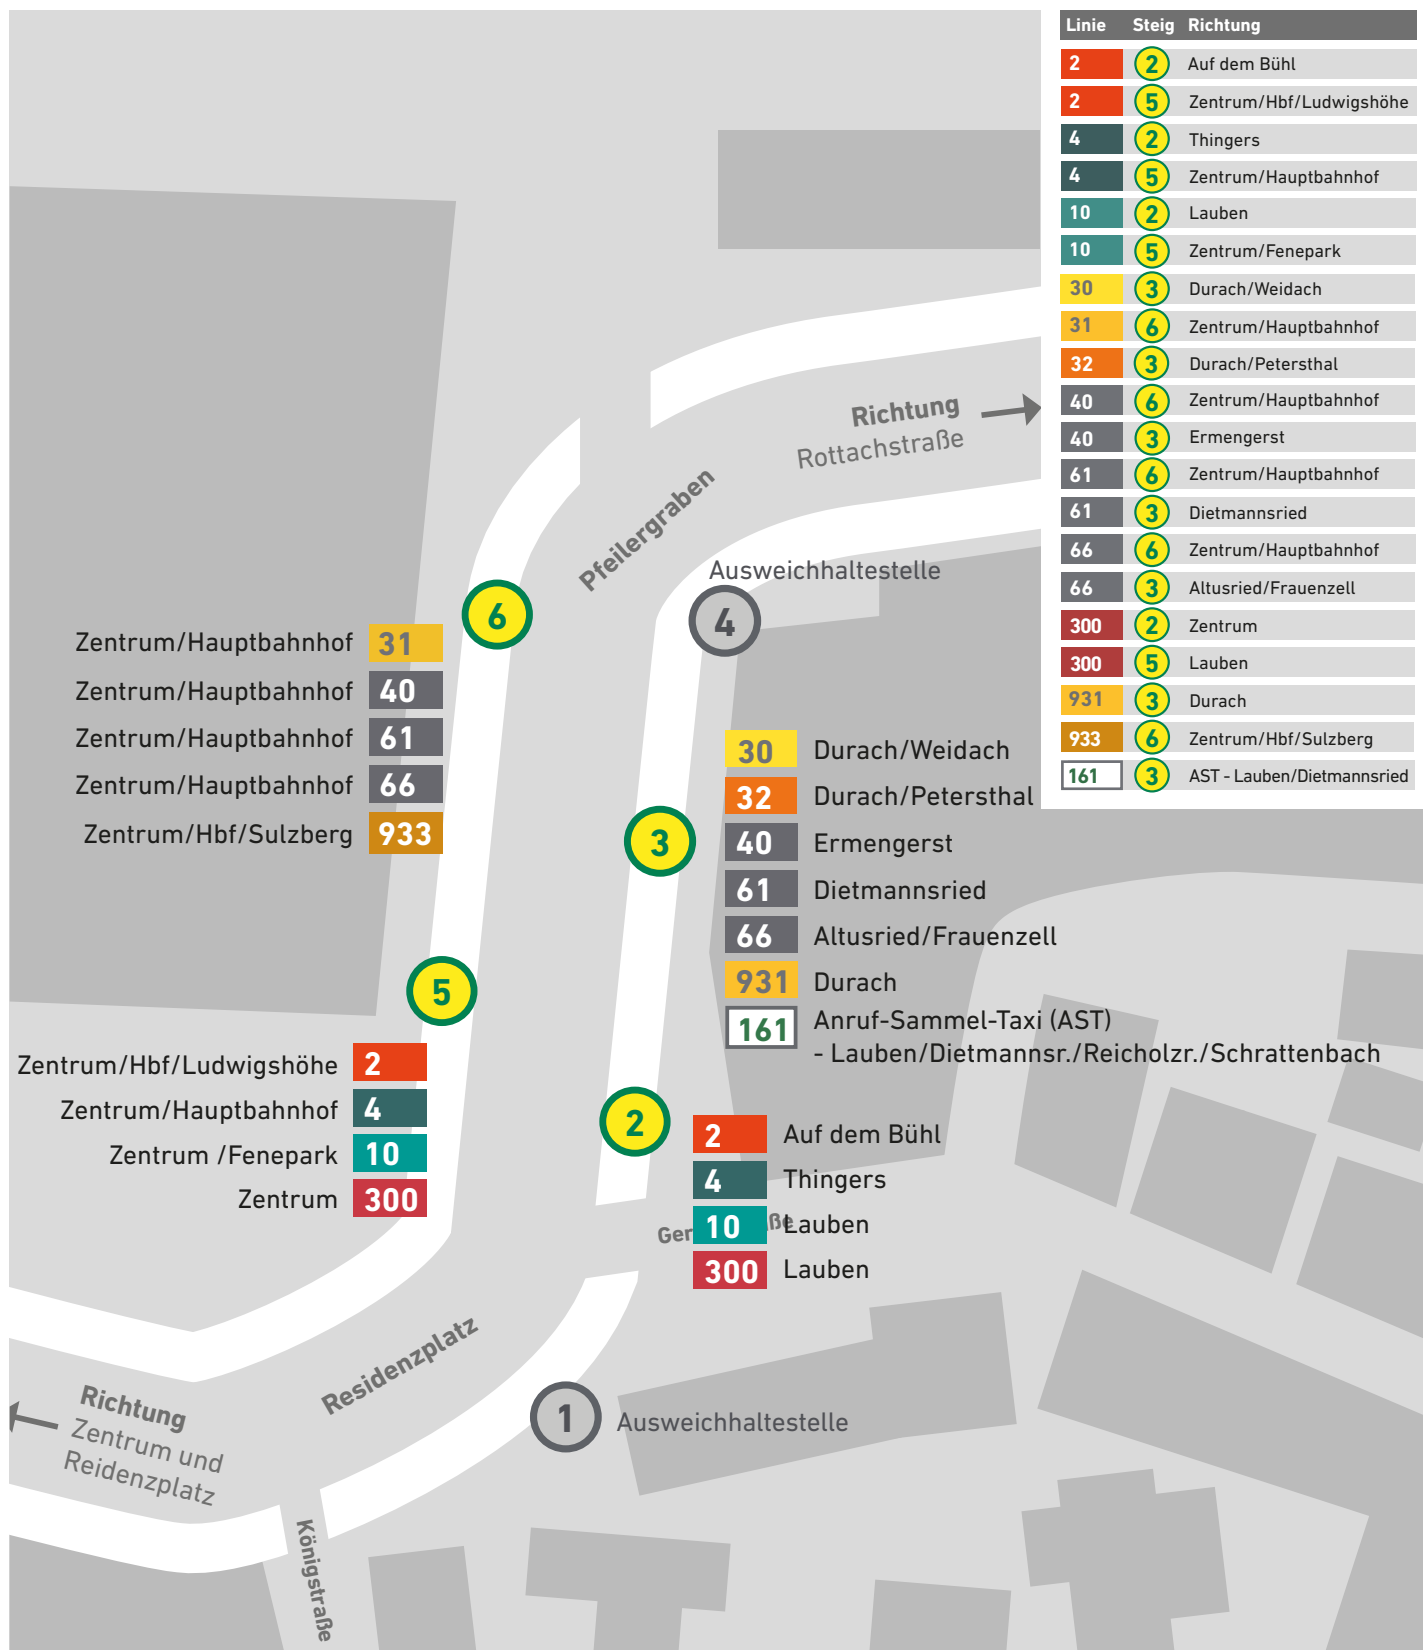 Linie Steig Richtung
2 2 Auf dem Bühl
2 5 Zentrum/Hbf/Ludwigshöhe
4 2 Thingers
4 5 Zentrum/Hauptbahnhof
10 2 Lauben
10 5 Zentrum/Fenepark
30 3 Durach/Weidach
31 6 Zentrum/Hauptbahnhof
32 3 Durach/Petersthal
40 6 Zentrum/Hauptbahnhof
40 3 Ermengerst
61 6 Zentrum/Hauptbahnhof
61 3 Dietmannsried
66 6 Zentrum/Hauptbahnhof
66 3 Altusried/Frauenzell
300 2 Zentrum
300 5 Lauben
931 3 Durach
933 6 Zentrum/Hbf/Sulzberg
161 3 AST - Lauben/Dietmannsried
Richtung
Rottachstraße
Pfeilergraben
Ausweichhaltestelle
4
6
Zentrum/Hauptbahnhof 31
Zentrum/Hauptbahnhof 40
Zentrum/Hauptbahnhof 61
Zentrum/Hauptbahnhof 66
Zentrum/Hbf/Sulzberg 933
3
30 Durach/Weidach
32 Durach/Petersthal
40 Ermengerst
61 Dietmannsried
66 Altusried/Frauenzell
931 Durach
161 Anruf-Sammel-Taxi (AST)
- Lauben/Dietmannsr./Reicholzr./Schrattenbach
5
Zentrum/Hbf/Ludwigshöhe 2
Zentrum/Hauptbahnhof 4
Zentrum /Fenepark 10
Zentrum 300
2
2 Auf dem Bühl
4 Thingers
10 Lauben
300 Lauben
Residenzplatz
Richtung
Zentrum und
Reidenzplatz
1 Ausweichhaltestelle
Königstraße